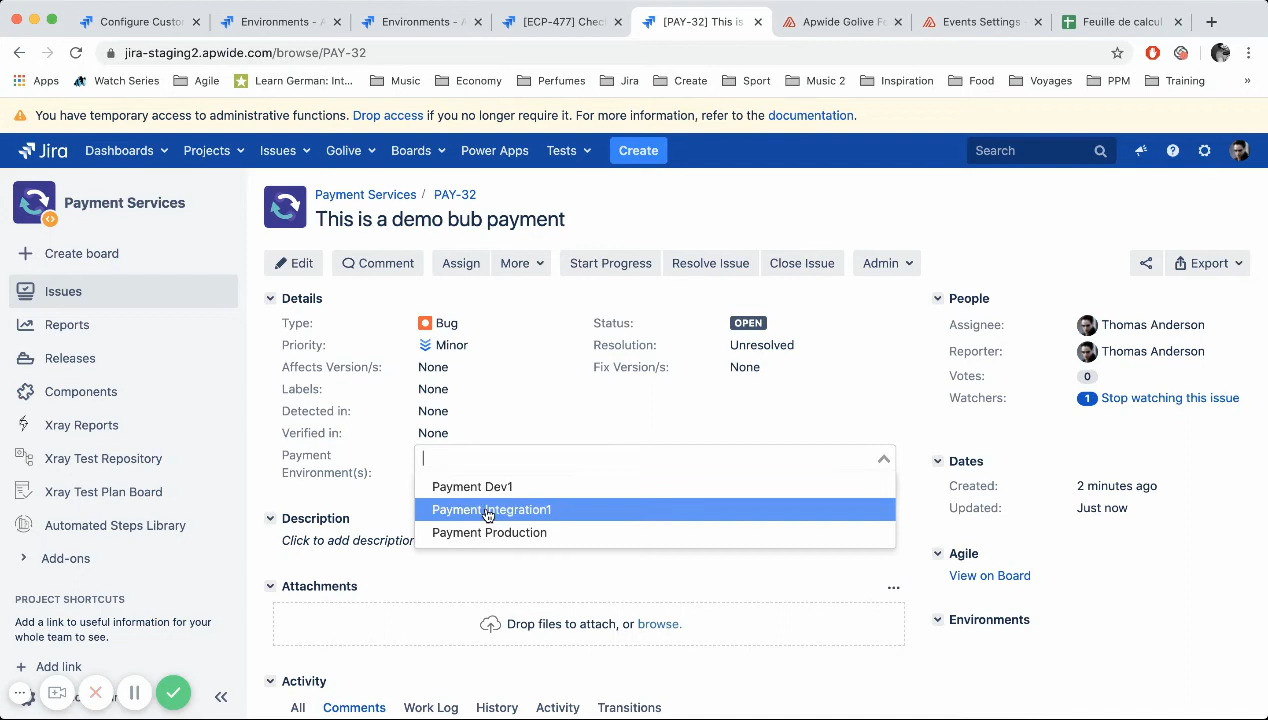 Configure Custom
Environments - A
Environments - A
[ECP-477] Chec
[PAY-32] This is
Apwide Golive Fe
Events Settings
Feuille de calcul
jira-staging2.apwide.com/browse/PAY-32
Apps
Watch Series
Agile
Learn German: Int...
Music
Economy
Perfumes
Jira
Create
Sport
Music 2
Inspiration
Food
Voyages
PPM
Training
You have temporary access to administrative functions. Drop access if you no longer require it. For more information, refer to the documentation.
Jira
Dashboards
Projects
Issues
Golive
Boards
Power Apps
Tests
Create
Search
Payment Services
Create board
Issues
Reports
Releases
Components
Xray Reports
Xray Test Repository
Xray Test Plan Board
Automated Steps Library
Add-ons
PROJECT SHORTCUTS
Add a link to useful information for your
whole team to see.
+ Add link
Payment Services / PAY-32
This is a demo bub payment
Edit
Comment
Assign
More
Start Progress
Resolve Issue
Close Issue
Admin
Export
Details
Type: Bug
Status: OPEN
Priority: Minor
Resolution: Unresolved
Affects Version/s: None
Fix Version/s: None
Labels: None
Detected in: None
Verified in: None
Payment
Environment(s):
Payment Dev1
Payment Integration1
Payment Production
Description
Click to add description
Attachments
Drop files to attach, or browse.
Activity
All
Comments
Work Log
History
Activity
Transitions
People
Assignee: Thomas Anderson
Reporter: Thomas Anderson
Votes: 0
Watchers: 1 Stop watching this issue
Dates
Created: 2 minutes ago
Updated: Just now
Agile
View on Board
Environments